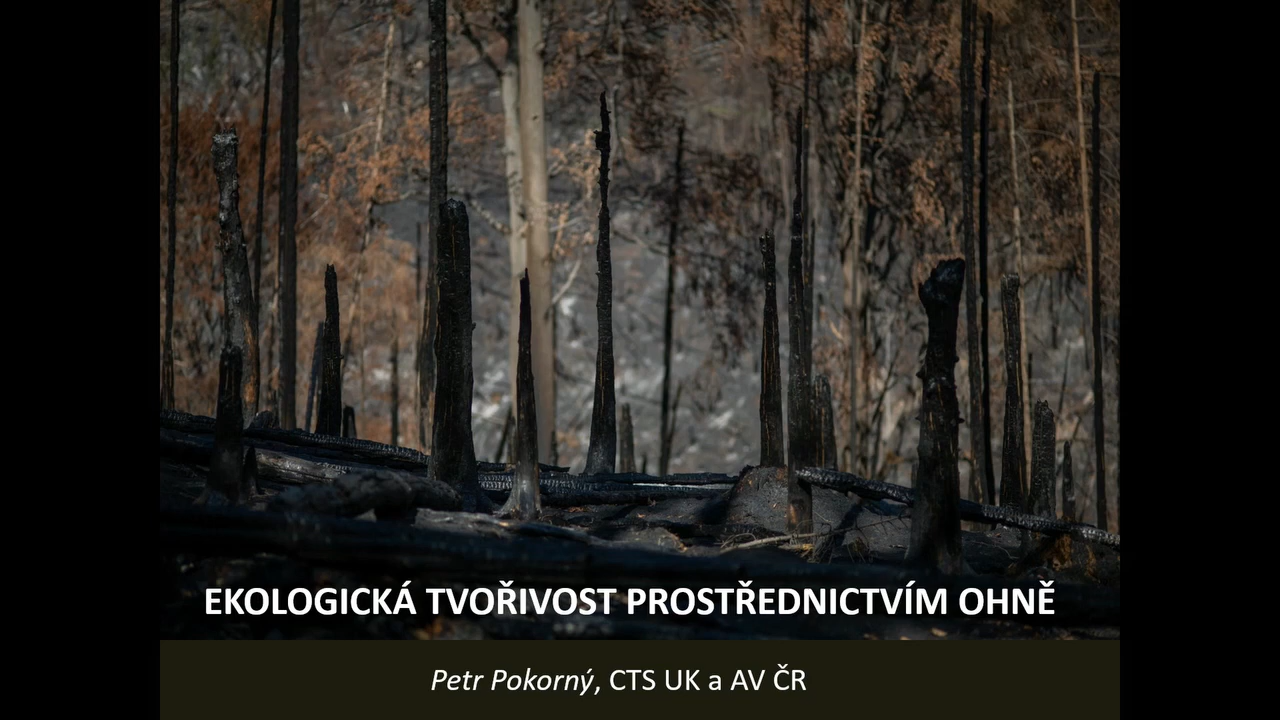 EKOLOGICKÁ TVOŘIVOST PROSTŘEDNICTVÍM OHNĚ
Petr Pokorný, CTS UK a AV ČR